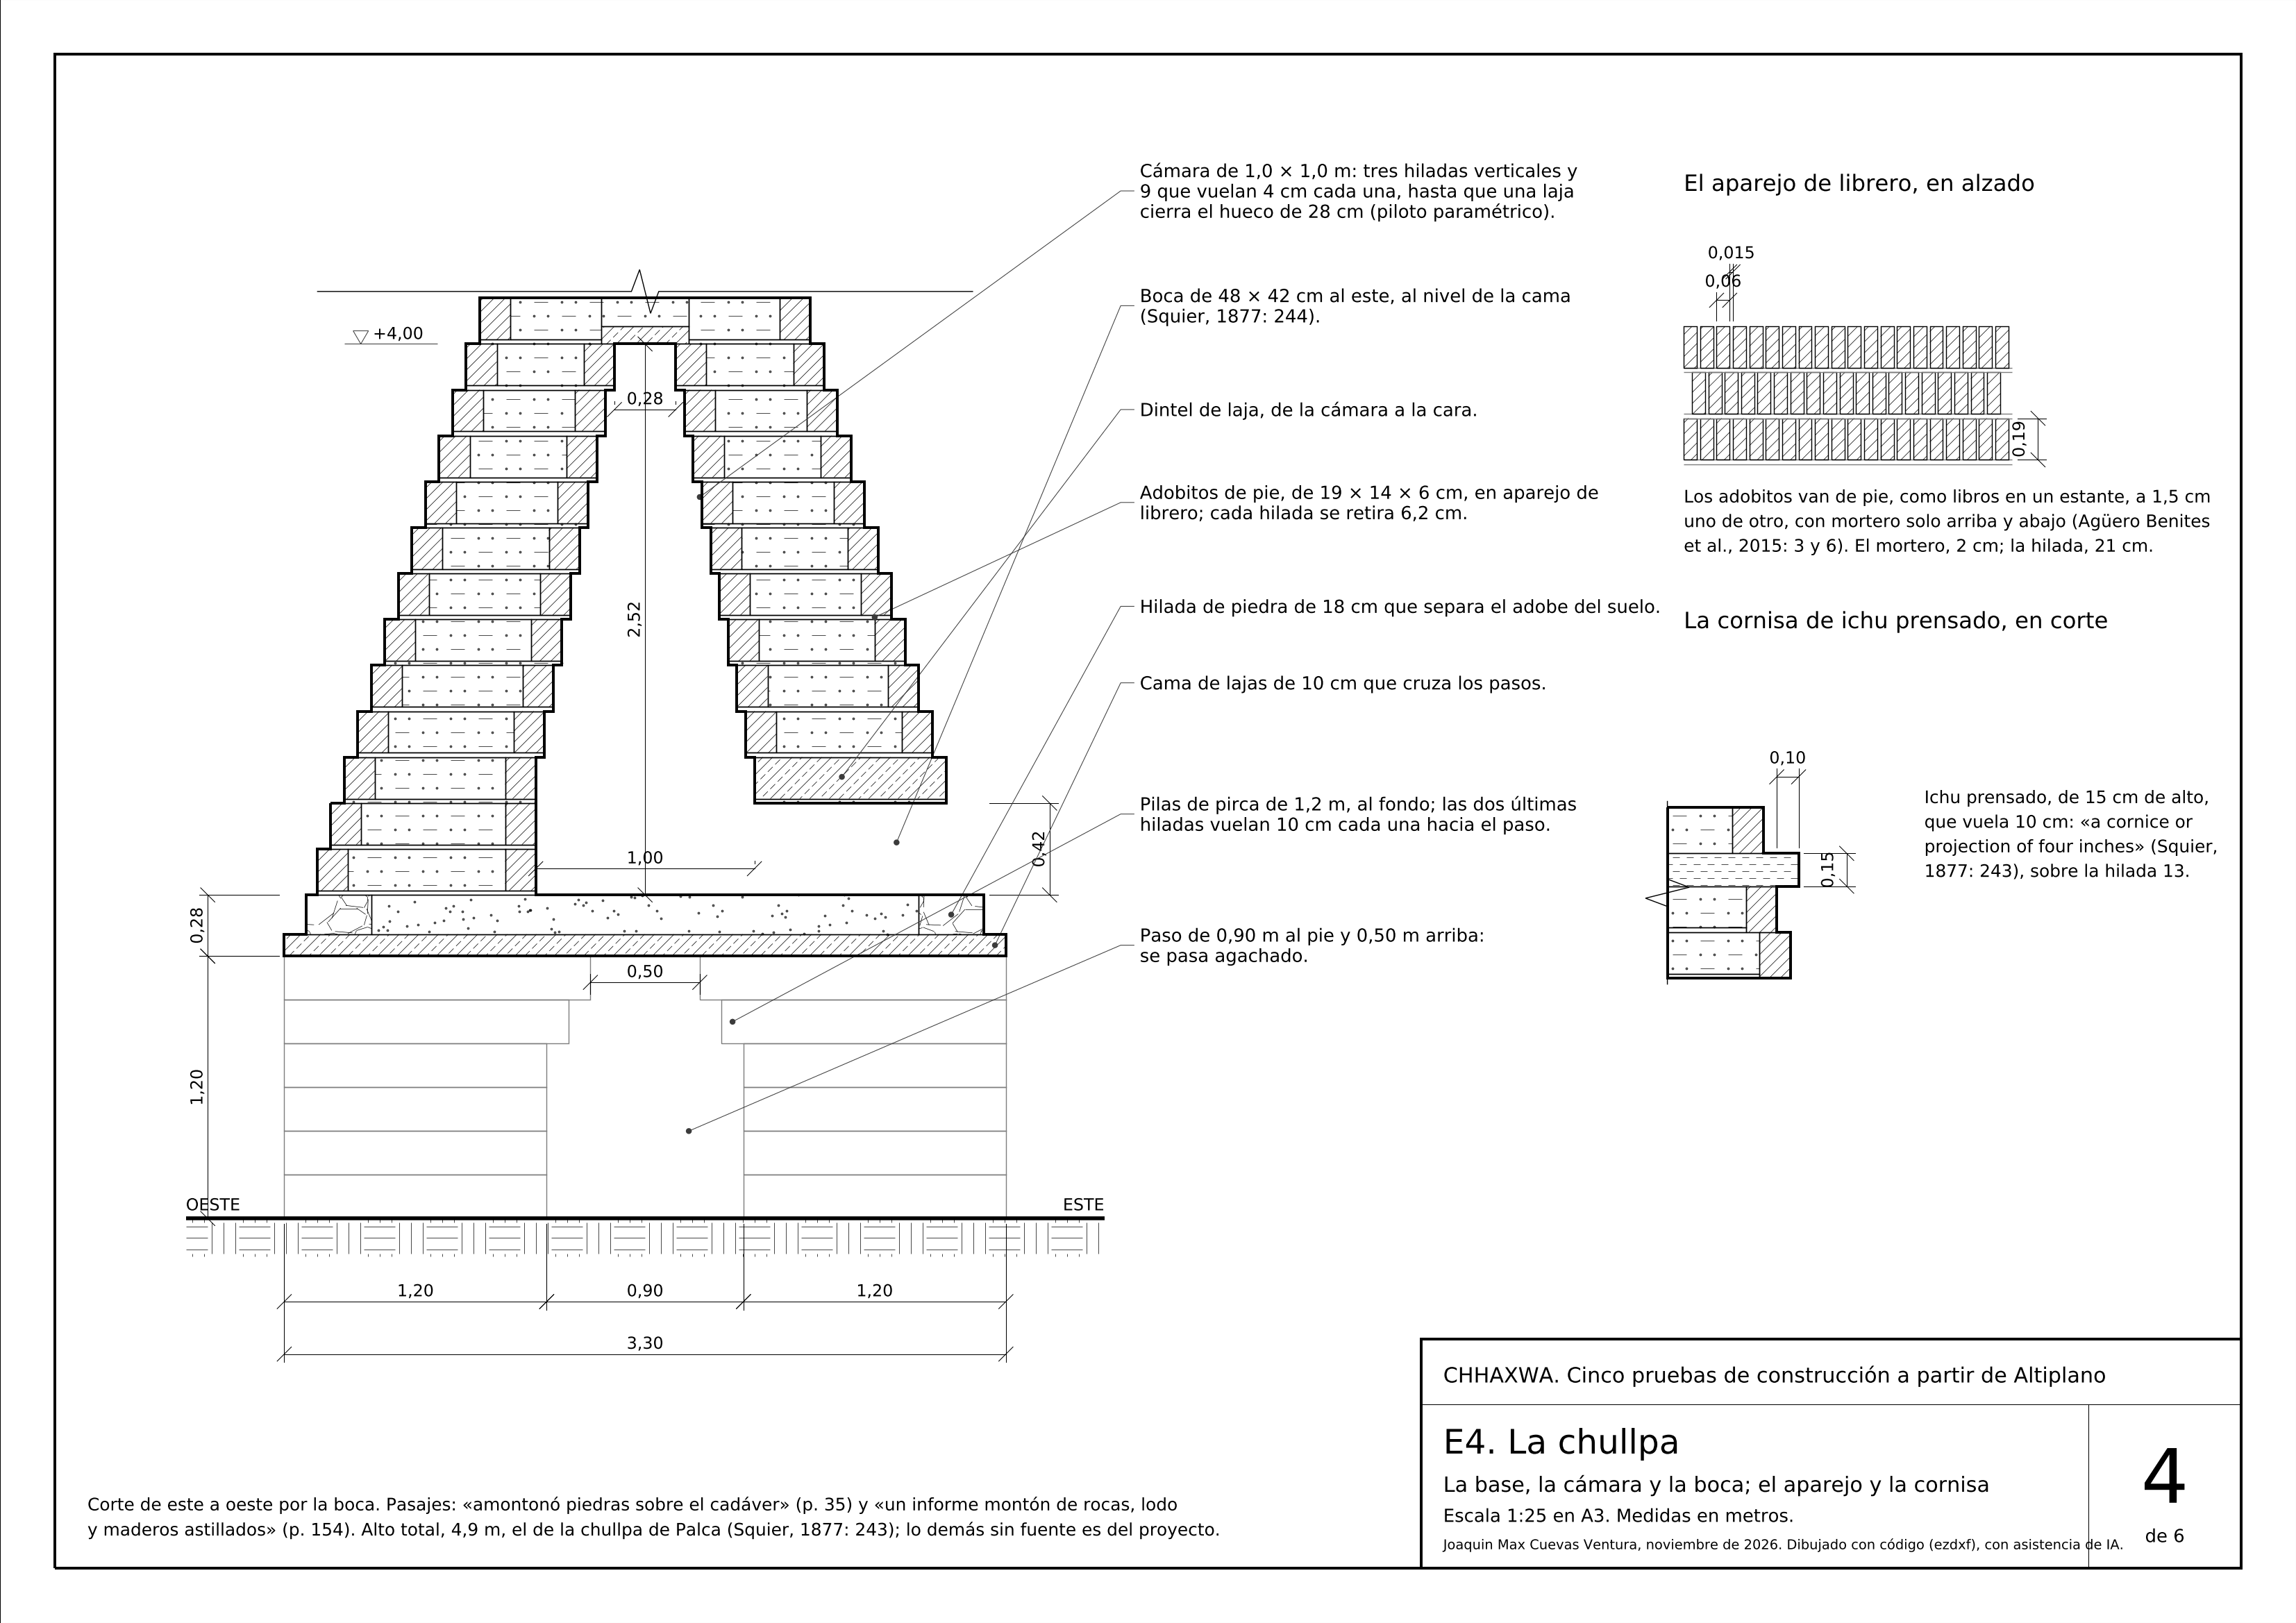 Cámara de 1,0 × 1,0 m: tres hiladas verticales y
9 que vuelan 4 cm cada una, hasta que una laja
cierra el hueco de 28 cm (piloto paramétrico).
Boca de 48 × 42 cm al este, al nivel de la cama
(Squier, 1877: 244).
Dintel de laja, de la cámara a la cara.
Adobitos de pie, de 19 × 14 × 6 cm, en aparejo de
librero; cada hilada se retira 6,2 cm.
Hilada de piedra de 18 cm que separa el adobe del suelo.
Cama de lajas de 10 cm que cruza los pasos.
Pilas de pirca de 1,2 m, al fondo; las dos últimas
hiladas vuelan 10 cm cada una hacia el paso.
Paso de 0,90 m al pie y 0,50 m arriba:
se pasa agachado.
+4,00
0,28
2,52
1,00
0,42
0,28
0,50
1,20
OESTE
ESTE
1,20
0,90
1,20
3,30
El aparejo de librero, en alzado
0,015
0,06
0,19
Los adobitos van de pie, como libros en un estante, a 1,5 cm
uno de otro, con mortero solo arriba y abajo (Agüero Benites
et al., 2015: 3 y 6). El mortero, 2 cm; la hilada, 21 cm.
La cornisa de ichu prensado, en corte
0,10
0,15
Ichu prensado, de 15 cm de alto,
que vuela 10 cm: «a cornice or
projection of four inches» (Squier,
1877: 243), sobre la hilada 13.
Corte de este a oeste por la boca. Pasajes: «amontonó piedras sobre el cadáver» (p. 35) y «un informe montón de rocas, lodo
y maderos astillados» (p. 154). Alto total, 4,9 m, el de la chullpa de Palca (Squier, 1877: 243); lo demás sin fuente es del proyecto.
CHHAXWA. Cinco pruebas de construcción a partir de Altiplano
E4. La chullpa
La base, la cámara y la boca; el aparejo y la cornisa
Escala 1:25 en A3. Medidas en metros.
Joaquin Max Cuevas Ventura, noviembre de 2026. Dibujado con código (ezdxf), con asistencia de IA.
4
de 6